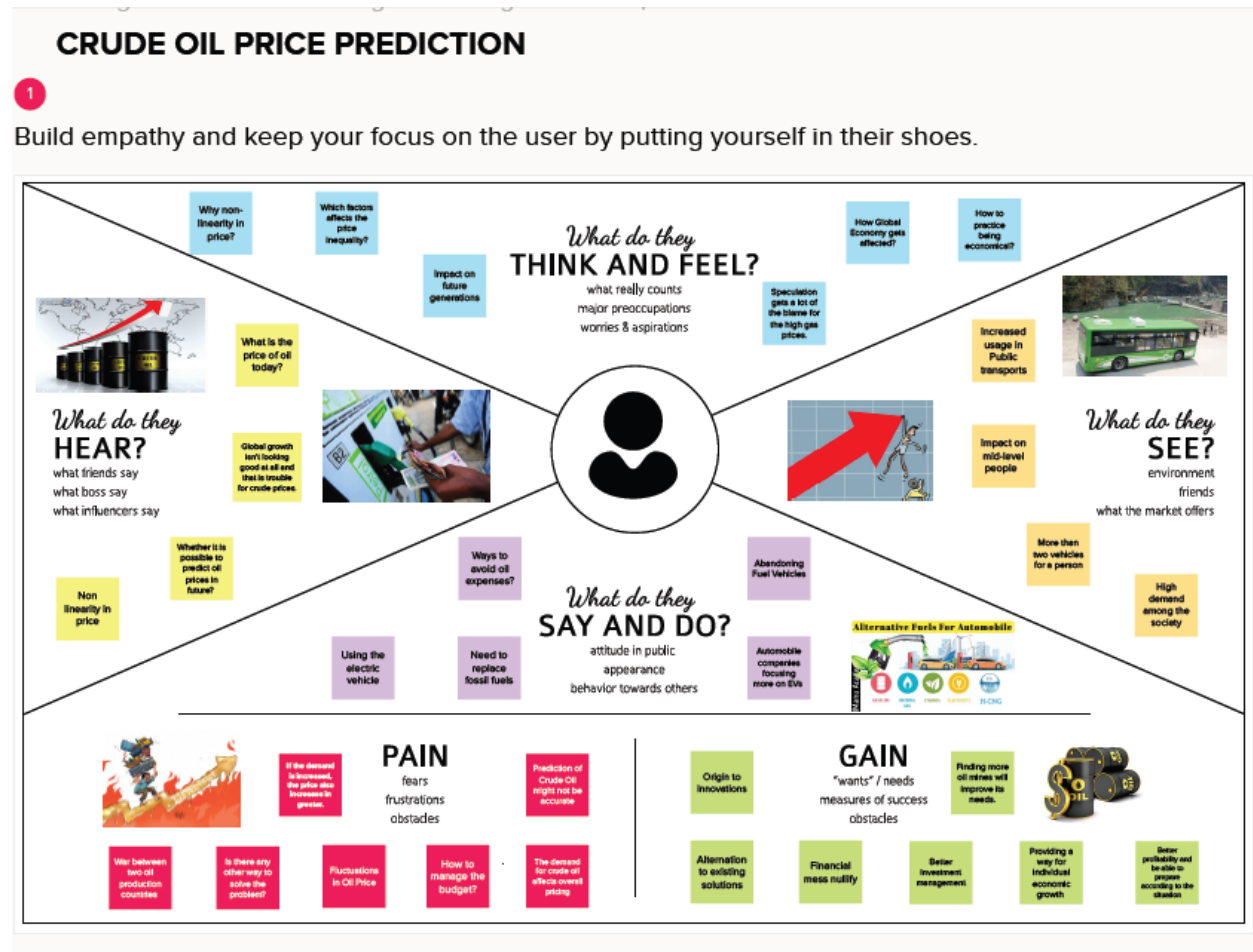 CRUDE OIL PRICE PREDICTION
1
Build empathy and keep your focus on the user by putting yourself in their shoes.
Why non-
linearity in
price?
Which factors
affects the
price
inequality?
Impact on
future
generations
What do they
THINK AND FEEL?
what really counts
major preoccupations
worries & aspirations
How Global
Economy gets
affected?
How to
practice
being
economical?
Speculation
gets a lot of
the blame for
the high gas
prices.
What is the
price of oil
today?
What do they
HEAR?
what friends say
what boss say
what influencers say
Global growth
isn't looking
good at all and
that is trouble
for crude prices.
B2
Whether it is
possible to
predict oil
prices in
future?
Non
linearity in
price
Increased
usage in
Public
transports
What do they
SEE?
environment
friends
what the market offers
Impact on
mid-level
people
More than
two vehicles
for a person
High
demand
among the
society
Ways to
avoid oil
expenses?
Abandoning
Fuel Vehicles
What do they
SAY AND DO?
attitude in public
appearance
behavior towards others
Using the
electric
vehicle
Need to
replace
fossil fuels
Automobile
companies
focusing
more on EVs
Alternative Fuels For Automobile
H-CNG
PAIN
fears
frustrations
obstacles
If the demand
is increased,
the price also
increases in
greater.
Prediction of
Crude Oil
might not be
accurate
War between
two oil
production
countries
Is there any
other way to
solve the
problem?
Fluctuations
in Oil Price
How to
manage the
budget?
The demand
for crude oil
affects overall
pricing
GAIN
"wants" / needs
measures of success
obstacles
Origin to
Innovations
Finding more
oil mines will
improve its
needs.
OIL
Alternation
to existing
solutions
Financial
mess nullify
Better
Investment
management
Providing a
way for
individual
economic
growth
Better
profitability and
be able to
prepare
according to the
situation